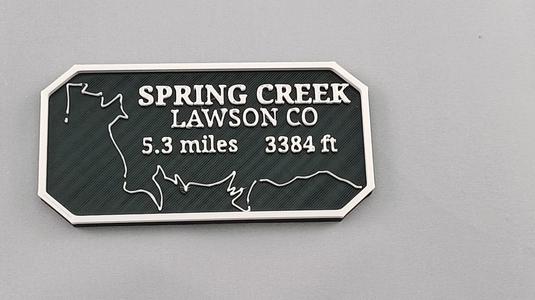 SPRING CREEK
LAWSON CO
5.3 miles 3384 ft